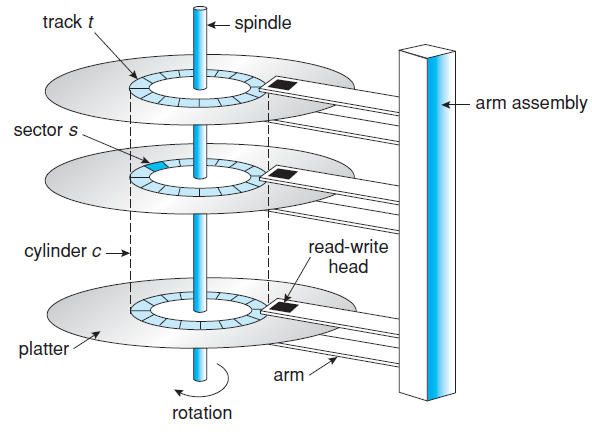 track t
spindle
arm assembly
sector s
cylinder c
read-write
head
platter
arm
rotation